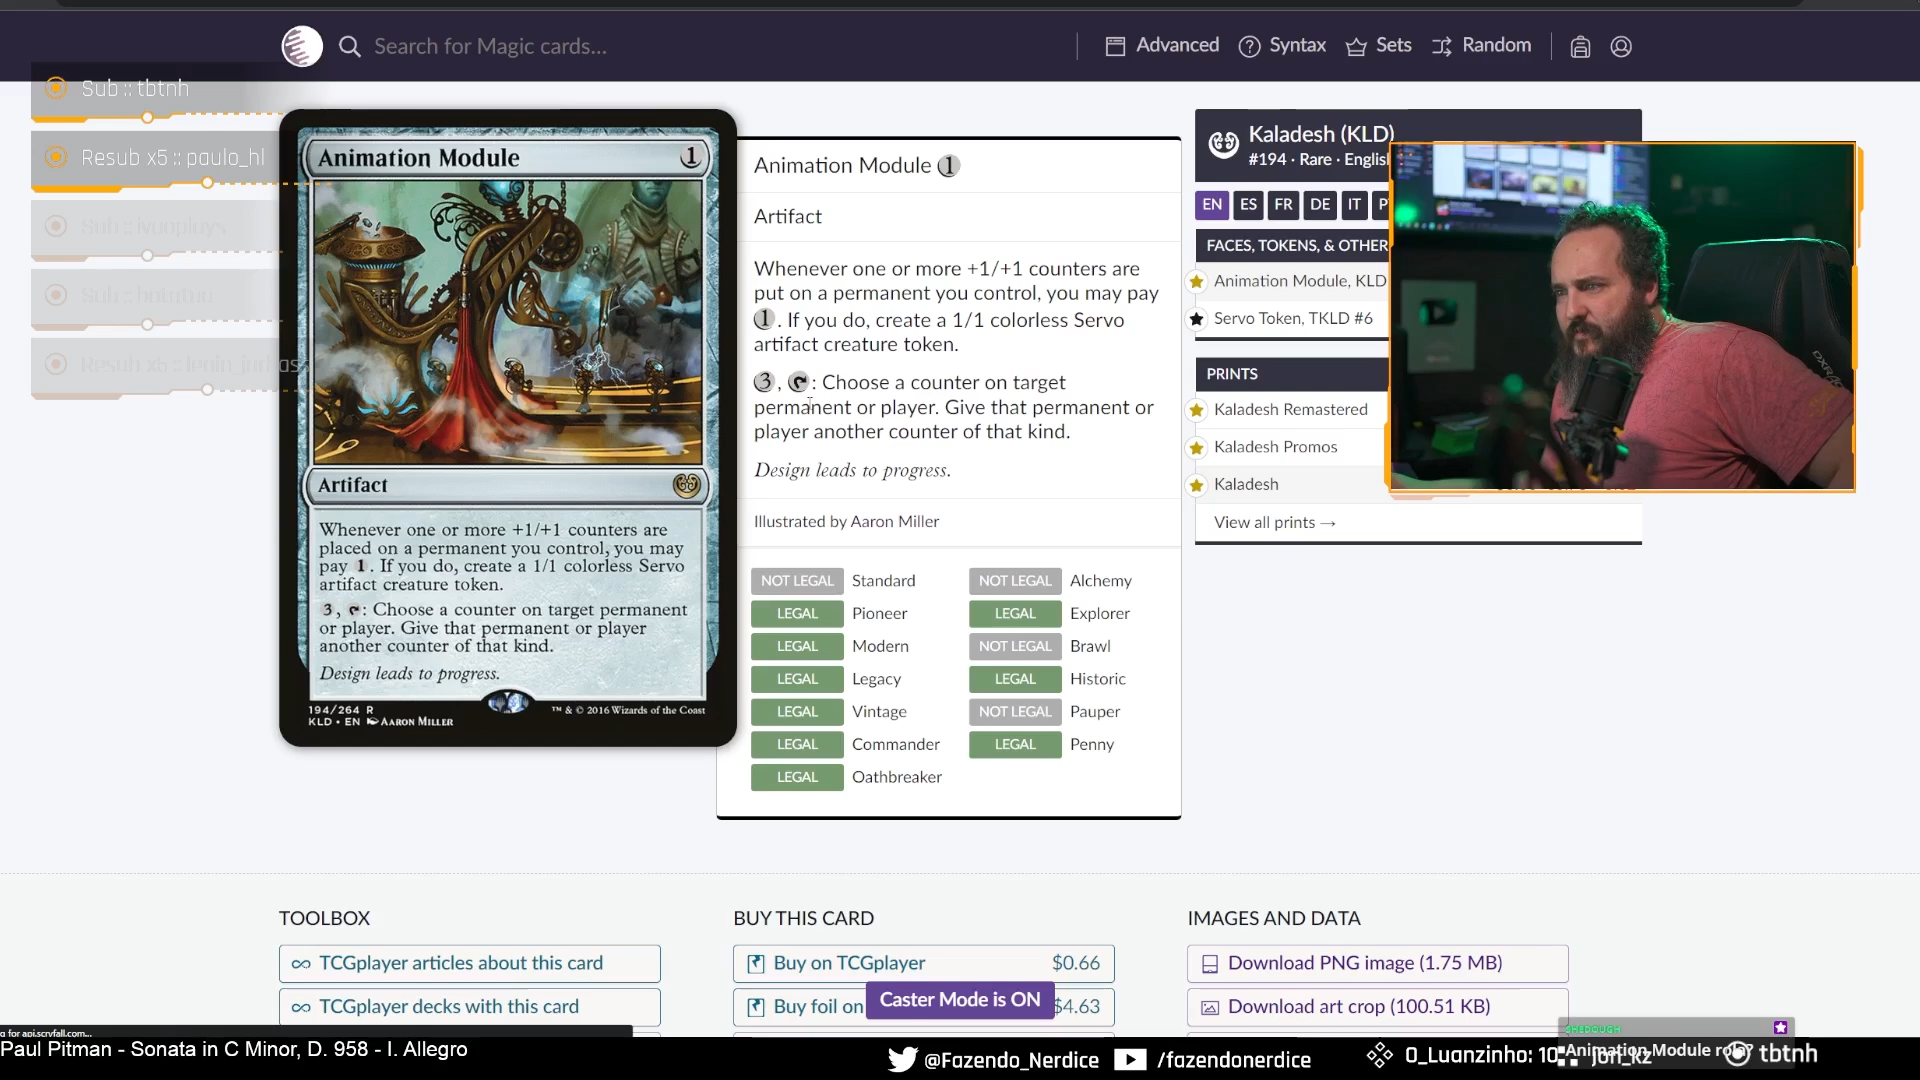 Search for Magic cards...
Advanced
Syntax
Sets
Random
Sub :: tbtnh
Resub x5 :: paulo_hl
Animation Module 1
Artifact
Whenever one or more +1/+1 counters are
placed on a permanent you control, you may
pay 1. If you do, create a 1/1 colorless Servo
artifact creature token.
3, : Choose a counter on target permanent
or player. Give that permanent or player
another counter of that kind.
Design leads to progress.
194/264 R
KLD • EN AARON MILLER
™ & © 2016 Wizards of the Coast
Animation Module 1
Artifact
Whenever one or more +1/+1 counters are
put on a permanent you control, you may pay
1. If you do, create a 1/1 colorless Servo
artifact creature token.
3, : Choose a counter on target
permanent or player. Give that permanent or
player another counter of that kind.
Design leads to progress.
Illustrated by Aaron Miller
NOT LEGAL Standard NOT LEGAL Alchemy
LEGAL Pioneer LEGAL Explorer
LEGAL Modern NOT LEGAL Brawl
LEGAL Legacy LEGAL Historic
LEGAL Vintage NOT LEGAL Pauper
LEGAL Commander LEGAL Penny
LEGAL Oathbreaker
Kaladesh (KLD)
#194 · Rare · English
EN ES FR DE IT
FACES, TOKENS, & OTHER
Animation Module, KLD
Servo Token, TKLD #6
PRINTS
Kaladesh Remastered
Kaladesh Promos
Kaladesh
View all prints →
TOOLBOX
TCGplayer articles about this card
TCGplayer decks with this card
BUY THIS CARD
Buy on TCGplayer $0.66
Buy foil on $4.63
Caster Mode is ON
IMAGES AND DATA
Download PNG image (1.75 MB)
Download art crop (100.51 KB)
for api.scryfall.com...
Paul Pitman - Sonata in C Minor, D. 958 - I. Allegro
@Fazendo_Nerdice
/fazendonerdice
0_Luanzinho: 10
jon_kz
tbtnh
Animation Module